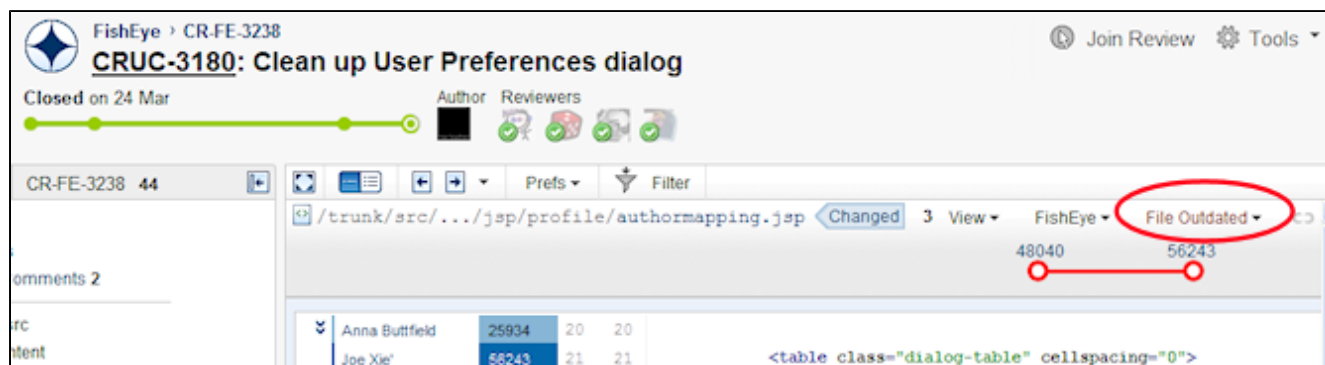 FishEye › CR-FE-3238
Join Review Tools
CRUC-3180: Clean up User Preferences dialog
Closed on 24 Mar Author Reviewers
CR-FE-3238 44 Prefs Filter
/trunk/src/.../jsp/profile/authormapping.jsp Changed 3 View FishEye File Outdated
48040 56243
omments 2
rc
Anna Buttfield 25934 20 20
ntent
Joe Xie' 56243 21 21 <table class="dialog-table" cellspacing="0">